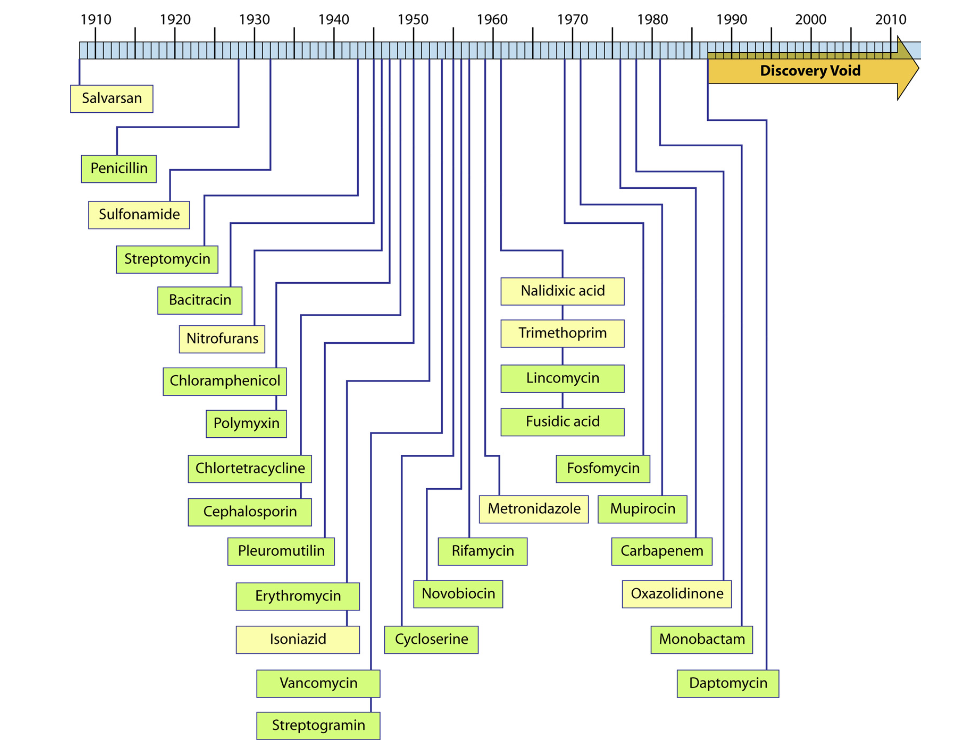 1910 1920 1930 1940 1950 1960 1970 1980 1990 2000 2010
Discovery Void
Salvarsan
Penicillin
Sulfonamide
Streptomycin
Bacitracin
Nitrofurans
Chloramphenicol
Polymyxin
Chlortetracycline
Cephalosporin
Pleuromutilin
Erythromycin
Isoniazid
Vancomycin
Streptogramin
Cycloserine
Novobiocin
Rifamycin
Metronidazole
Nalidixic acid
Trimethoprim
Lincomycin
Fusidic acid
Fosfomycin
Mupirocin
Carbapenem
Oxazolidinone
Monobactam
Daptomycin